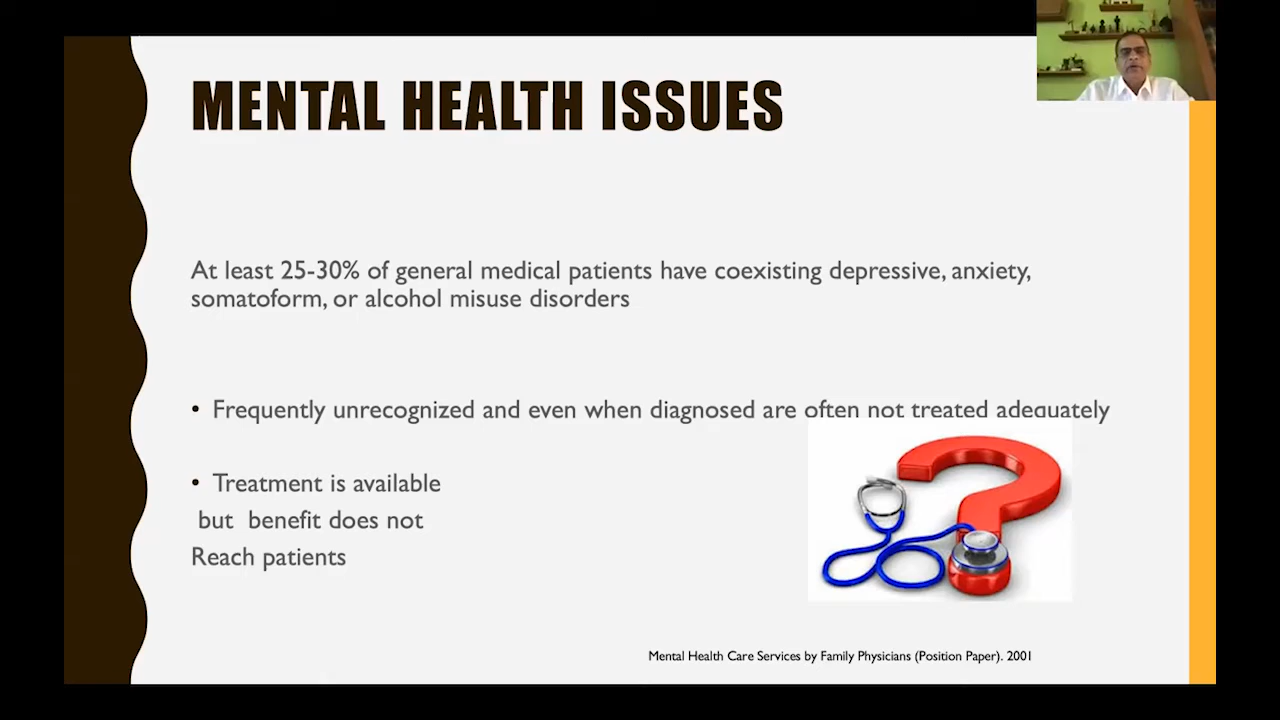 MENTAL HEALTH ISSUES
At least 25-30% of general medical patients have coexisting depressive, anxiety,
somatoform, or alcohol misuse disorders
• Frequently unrecognized and even when diagnosed are often not treated adequately
• Treatment is available
but benefit does not
Reach patients
Mental Health Care Services by Family Physicians (Position Paper). 2001